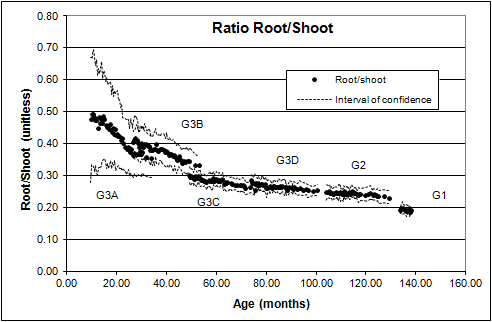 Ratio Root/Shoot
0.80
0.70
0.60
0.50
0.40
0.30
0.20
0.10
0.00
Root/Shoot (unitless)
Root/shoot
Interval of confidence
G3B
G3D
G2
G3A
G3C
G1
0.00 20.00 40.00 60.00 80.00 100.00 120.00 140.00 160.00
Age (months)